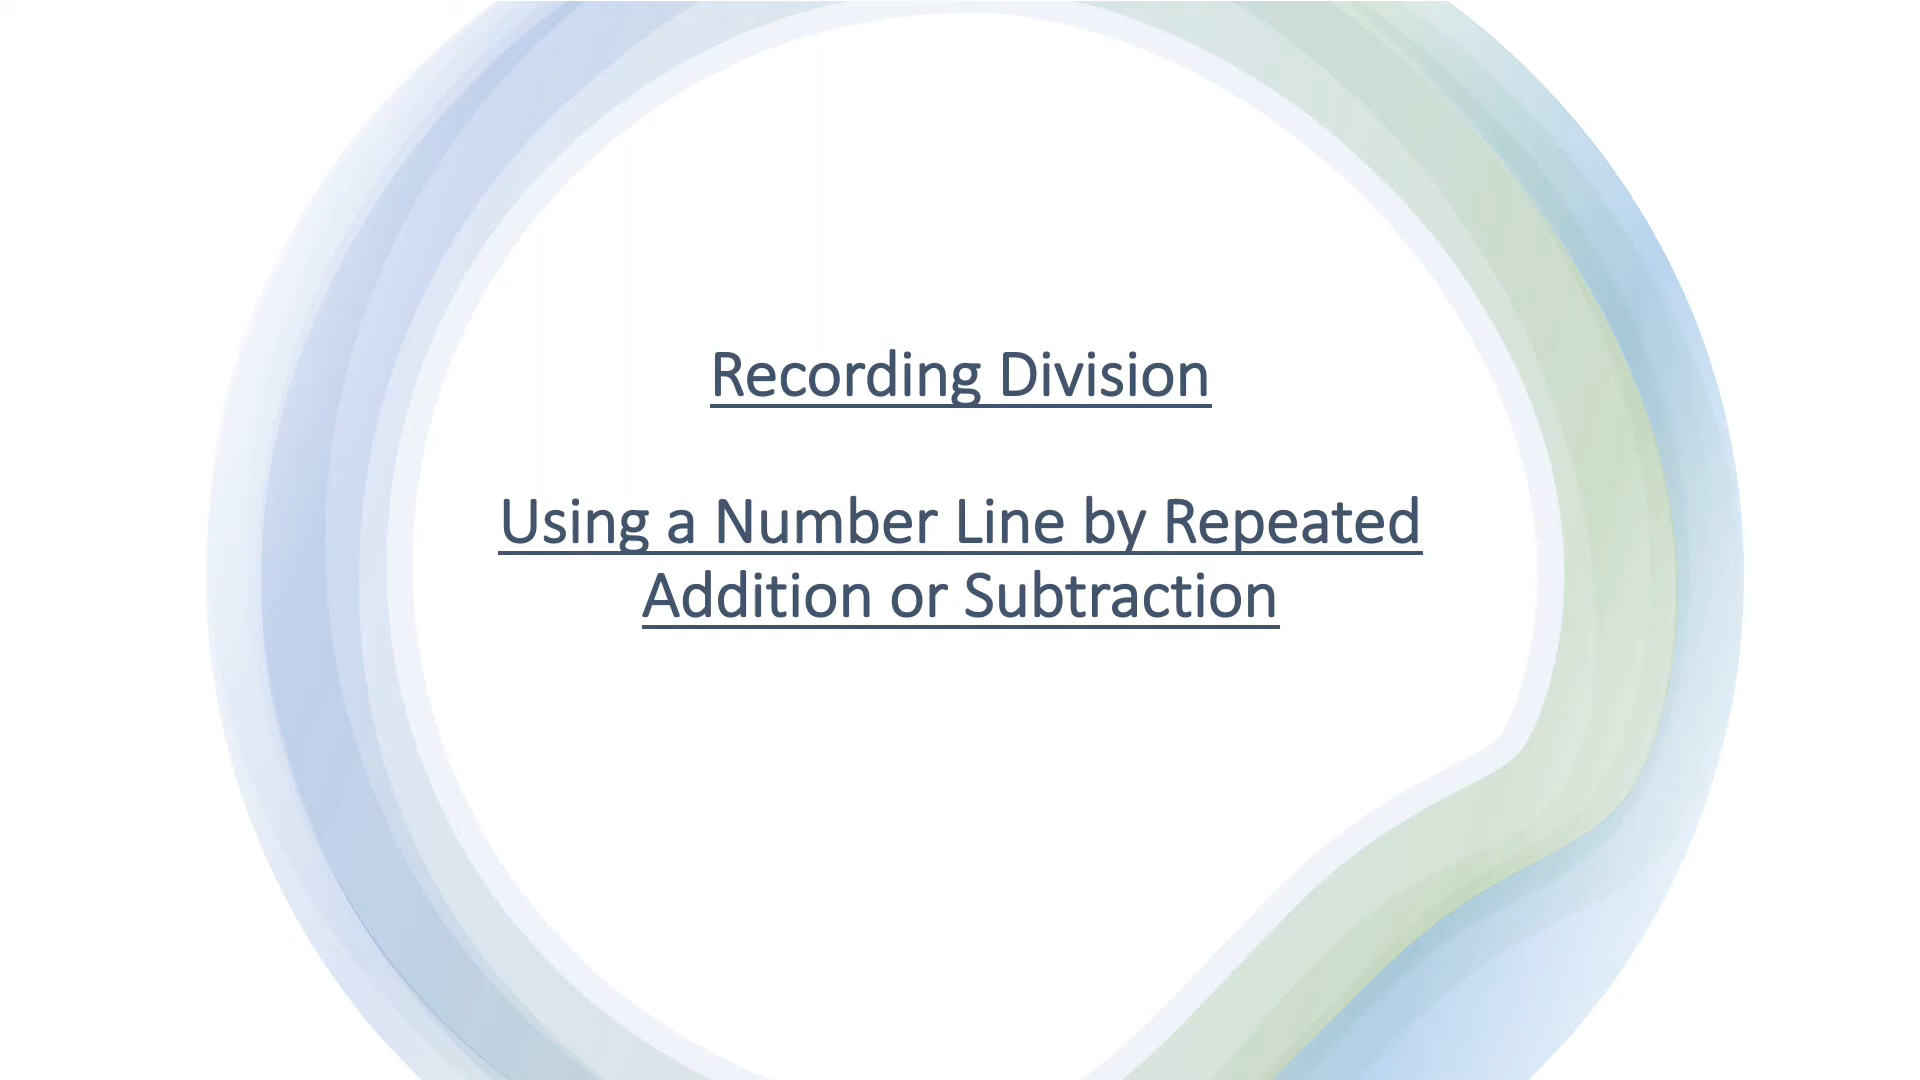 Recording Division
Using a Number Line by Repeated
Addition or Subtraction